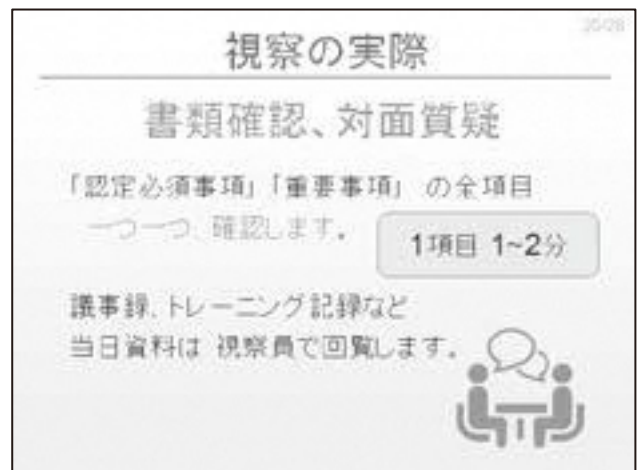 20/28
視察の実際
書類確認、対面質疑
「認定必須事項」「重要事項」 の全項目
一つ一つ、確認します。
1項目 1~2分
議事録、トレーニング記録など
当日資料は 視察員で回覧します。